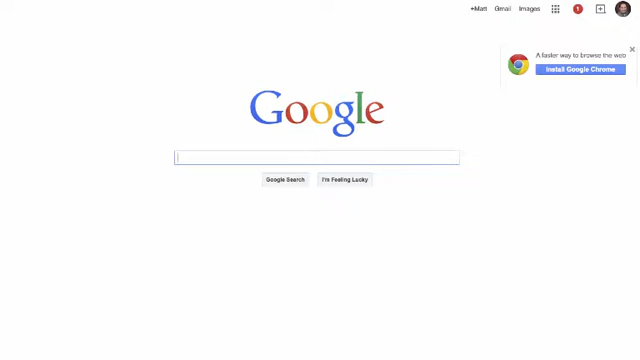 +Matt Gmail Images 1
A faster way to browse the web
Install Google Chrome
Google
Google Search I'm Feeling Lucky